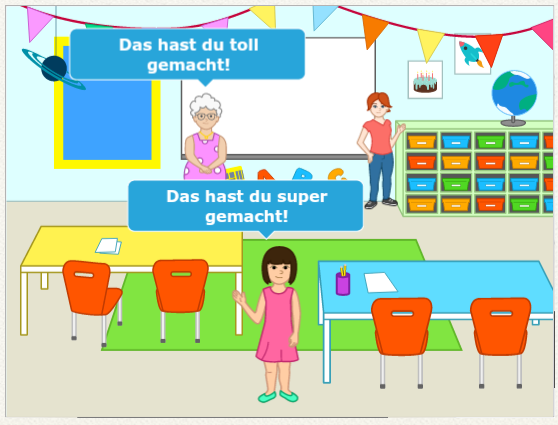 Das hast du toll
gemacht!
A B C
Das hast du super
gemacht!